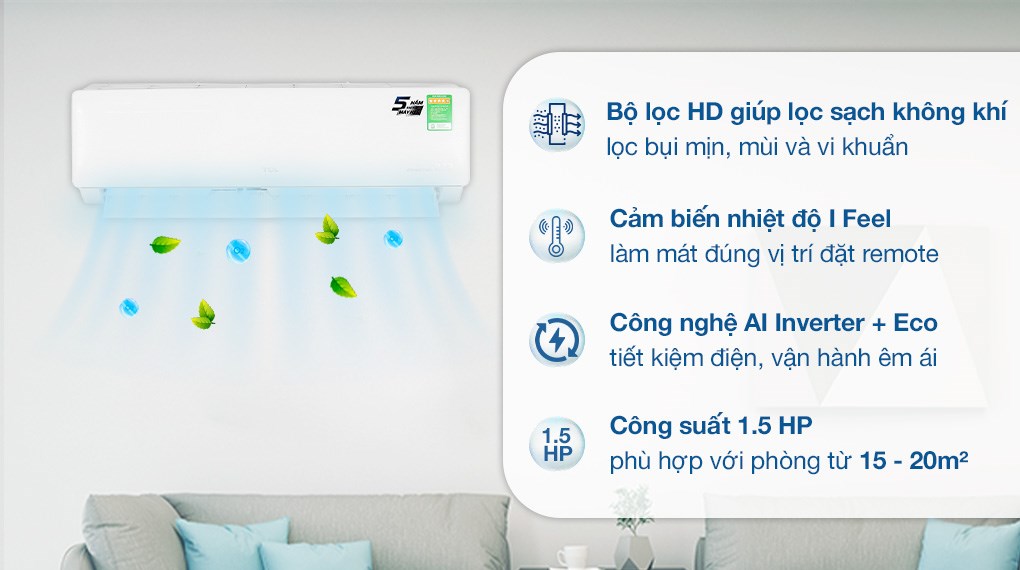 5 NĂM
MÁY
Bộ lọc HD giúp lọc sạch không khí
lọc bụi mịn, mùi và vi khuẩn
Cảm biến nhiệt độ I Feel
làm mát đúng vị trí đặt remote
Công nghệ AI Inverter + Eco
tiết kiệm điện, vận hành êm ái
1.5
HP
Công suất 1.5 HP
phù hợp với phòng từ 15 - 20m²